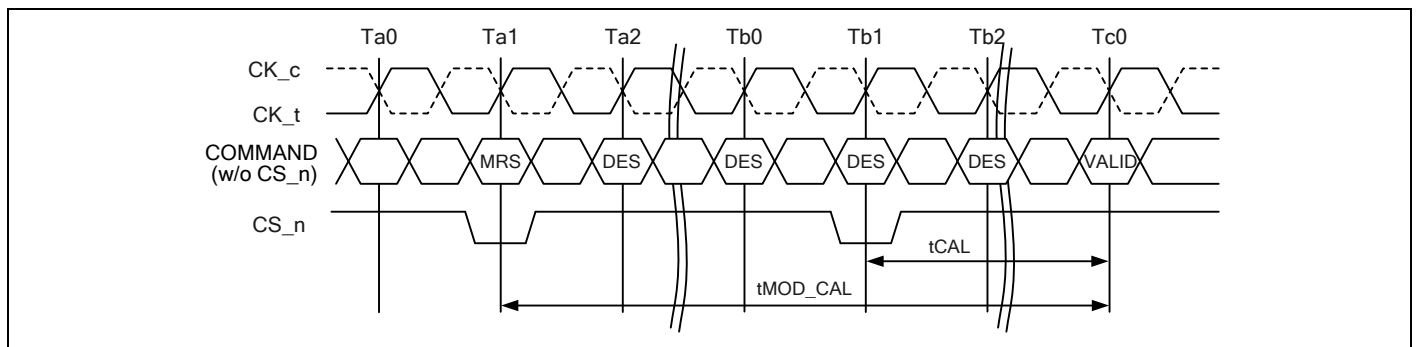 Ta0 Ta1 Ta2 Tb0 Tb1 Tb2 Tc0
CK_c
CK_t
COMMAND
(w/o CS_n)
MRS DES DES DES DES VALID
CS_n
tCAL
tMOD_CAL